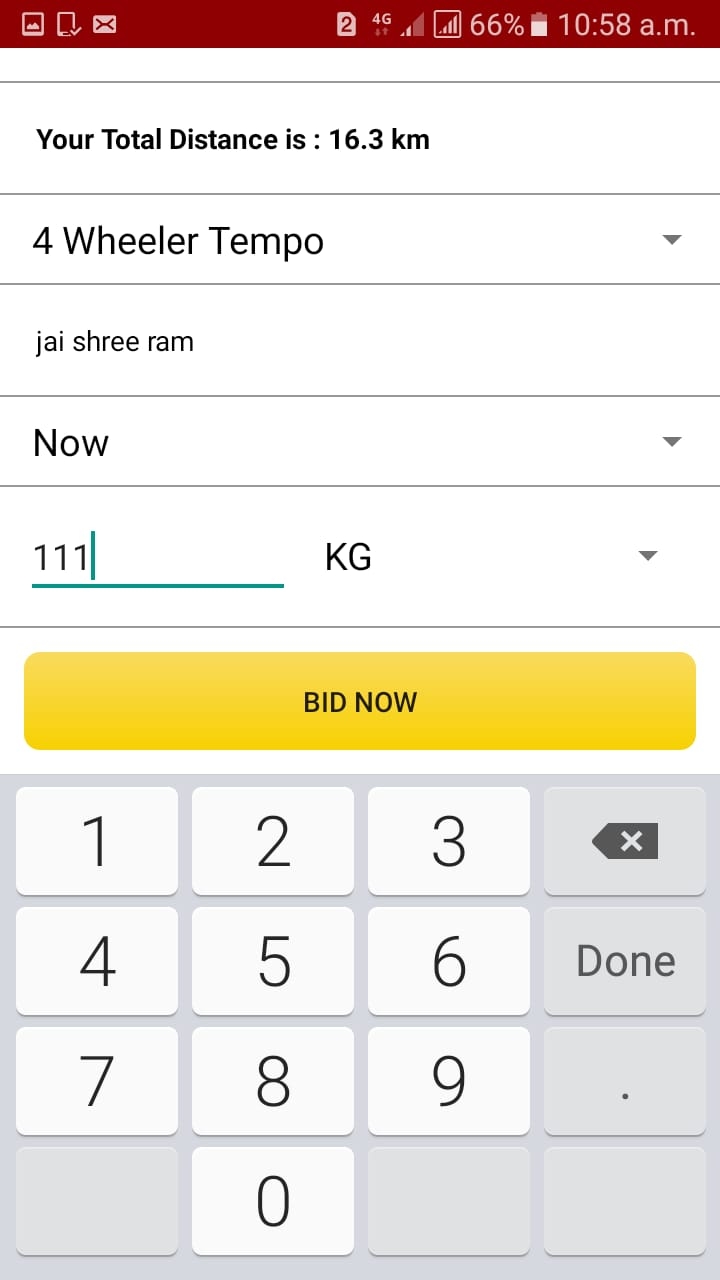 2 4G 66% 10:58 a.m.
Your Total Distance is : 16.3 km
4 Wheeler Tempo
jai shree ram
Now
111 KG
BID NOW
1 2 3
4 5 6 Done
7 8 9 .
0